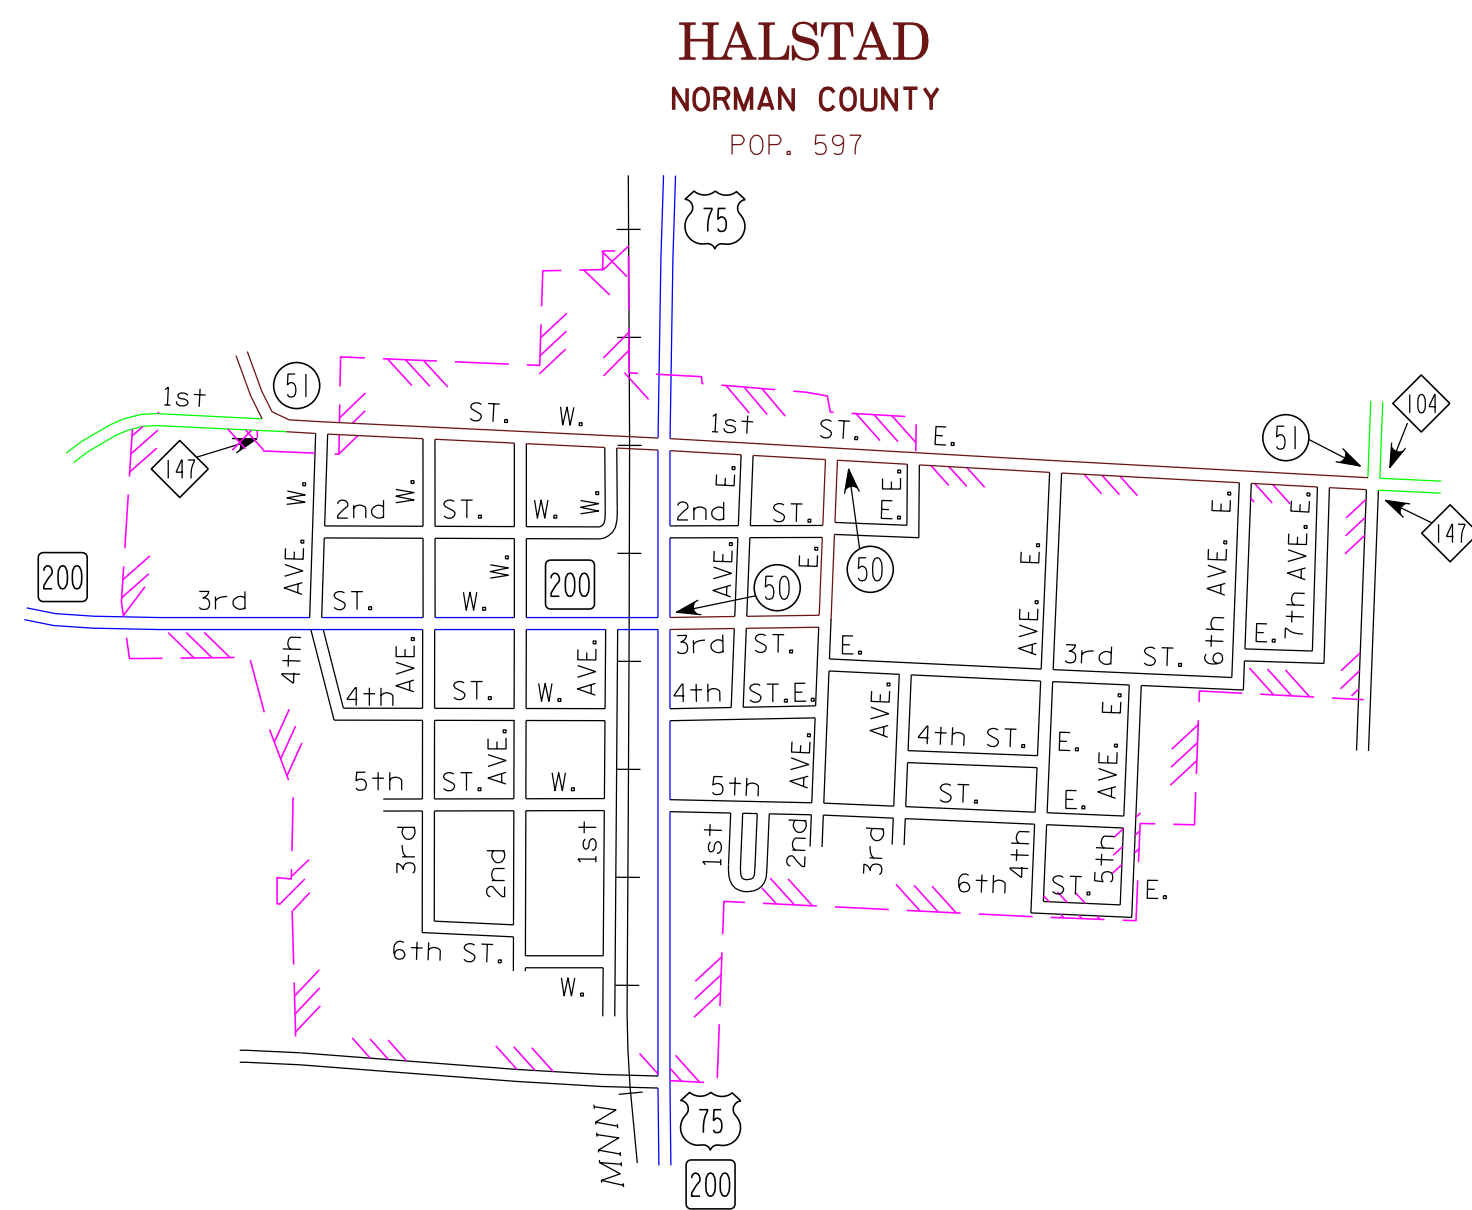 HALSTAD
NORMAN COUNTY
POP. 597
75
51
1st
ST. W.
1st ST. E.
51
104
147
147
W.
W.
W.
E.
E.
E.
2nd ST. W.
2nd ST. E.
200
AVE.
3rd ST. W.
W.
200
AVE.
E.
50
50
AVE. E.
6th AVE. E.
7th AVE. E.
4th
3rd ST. E.
3rd ST. E.
4th ST. W.
AVE.
AVE.
4th ST. E.
AVE.
4th ST. E.
5th ST. W.
AVE.
5th ST. E.
AVE.
AVE. E.
3rd
2nd
1st
1st
2nd
3rd
4th
5th
6th ST. E.
6th ST. W.
MNN
75
200